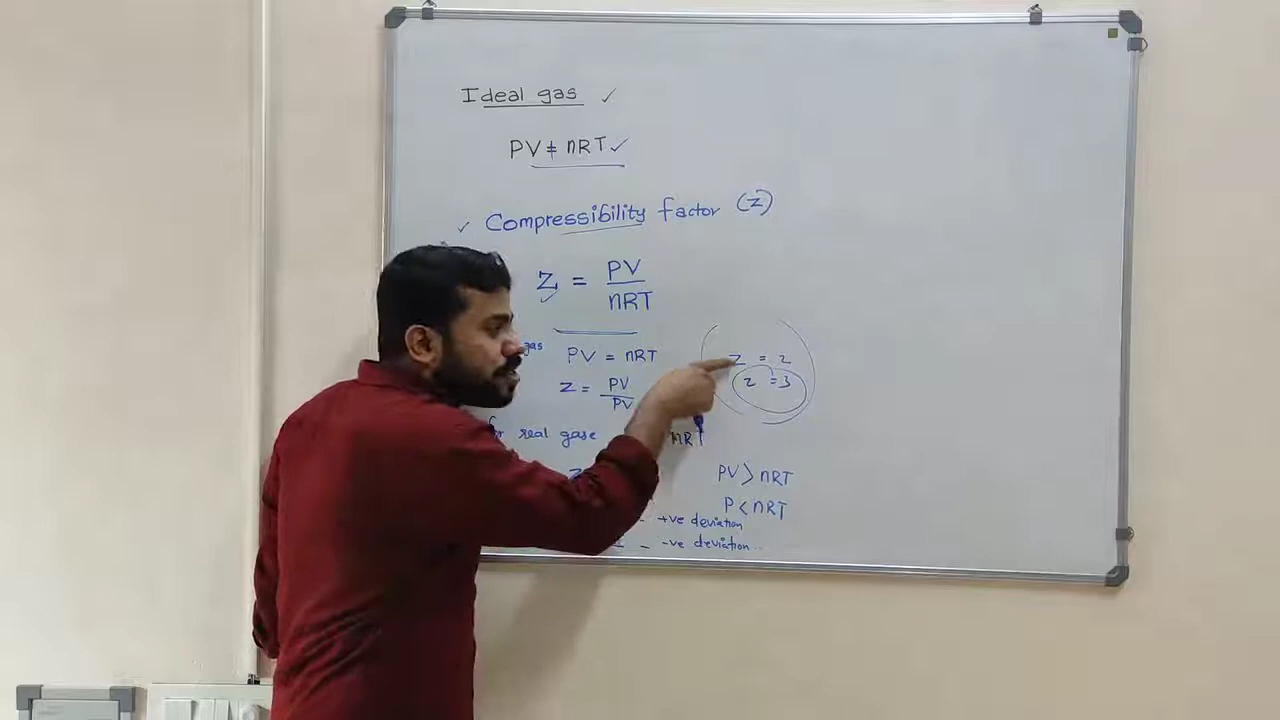 Ideal gas ✓
PV ≠ nRT ✓
✓ Compressibility factor (Z)
Z = PV/nRT
gas PV = nRT
Z = PV/PV
z = 2
z = 3
real gase nRT
Z
PV > nRT
P < nRT
- +ve deviation
- -ve deviation..